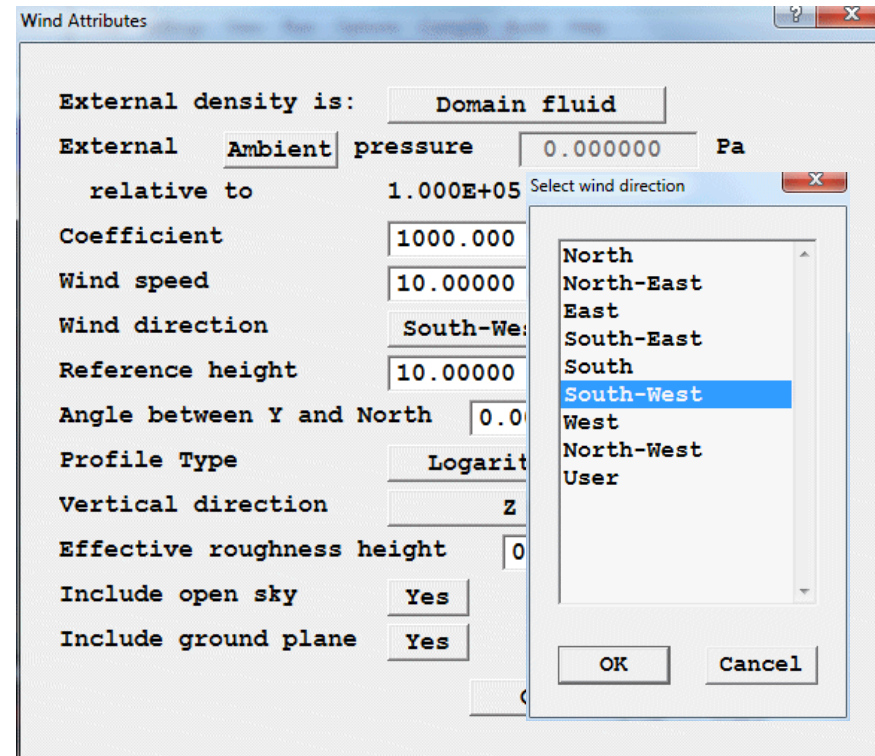 Wind Attributes
External density is: Domain fluid
External Ambient pressure 0.000000 Pa
relative to 1.000E+05
Coefficient 1000.000
Wind speed 10.00000
Wind direction
Reference height 10.00000
Angle between Y and North
Profile Type
Vertical direction Z
Effective roughness height
Include open sky Yes
Include ground plane Yes
Select wind direction
North
North-East
East
South-East
South
South-West
West
North-West
User
OK Cancel